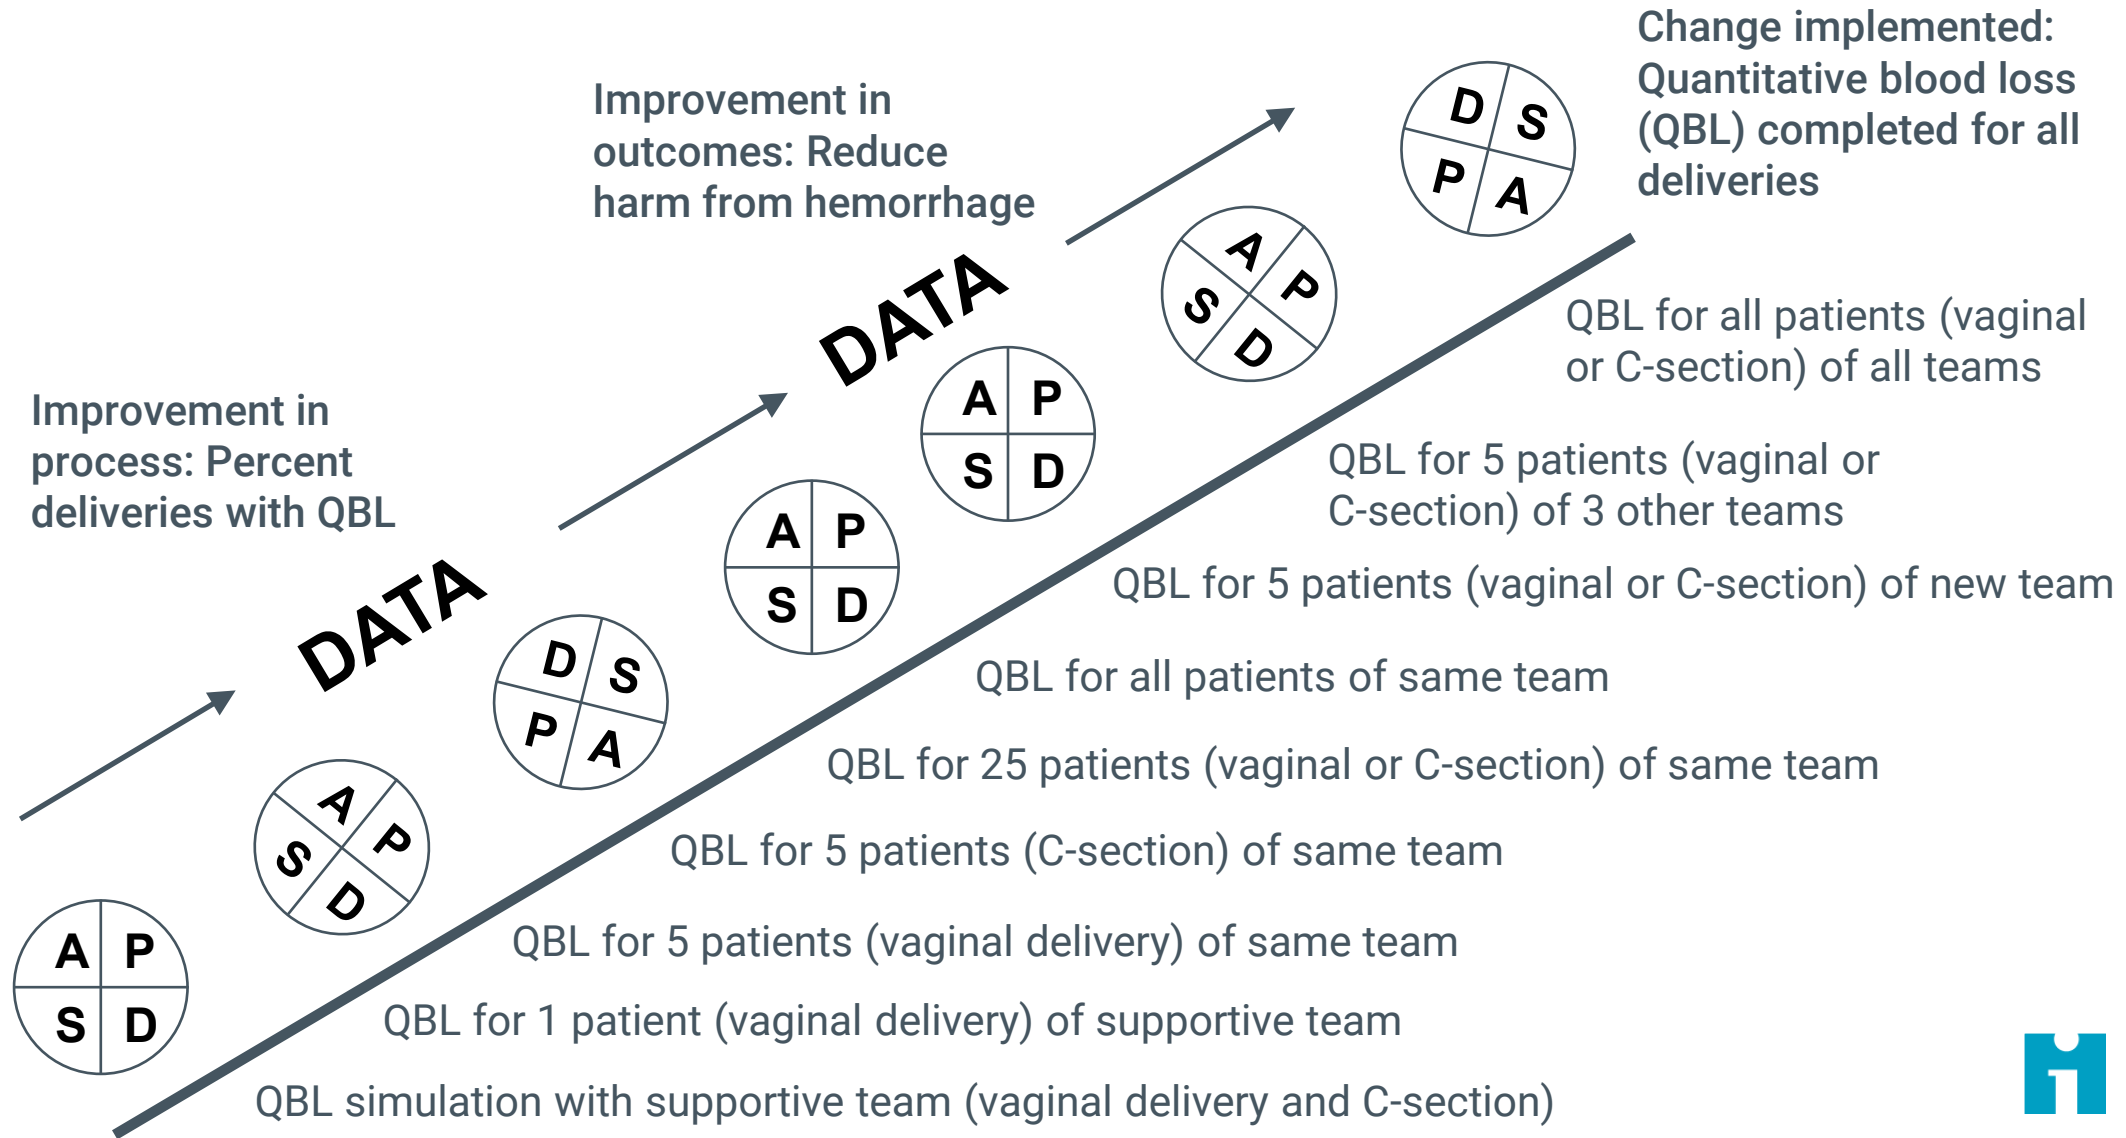 Change implemented:
Quantitative blood loss
(QBL) completed for all
deliveries
Improvement in
outcomes: Reduce
harm from hemorrhage
D S
P A
A P
S D
DATA
QBL for all patients (vaginal
or C-section) of all teams
A P
S D
Improvement in
process: Percent
deliveries with QBL
QBL for 5 patients (vaginal or
C-section) of 3 other teams
A P
S D
QBL for 5 patients (vaginal or C-section) of new team
DATA
D S
P A
QBL for all patients of same team
QBL for 25 patients (vaginal or C-section) of same team
A P
S D
QBL for 5 patients (C-section) of same team
QBL for 5 patients (vaginal delivery) of same team
A P
S D
QBL for 1 patient (vaginal delivery) of supportive team
QBL simulation with supportive team (vaginal delivery and C-section)